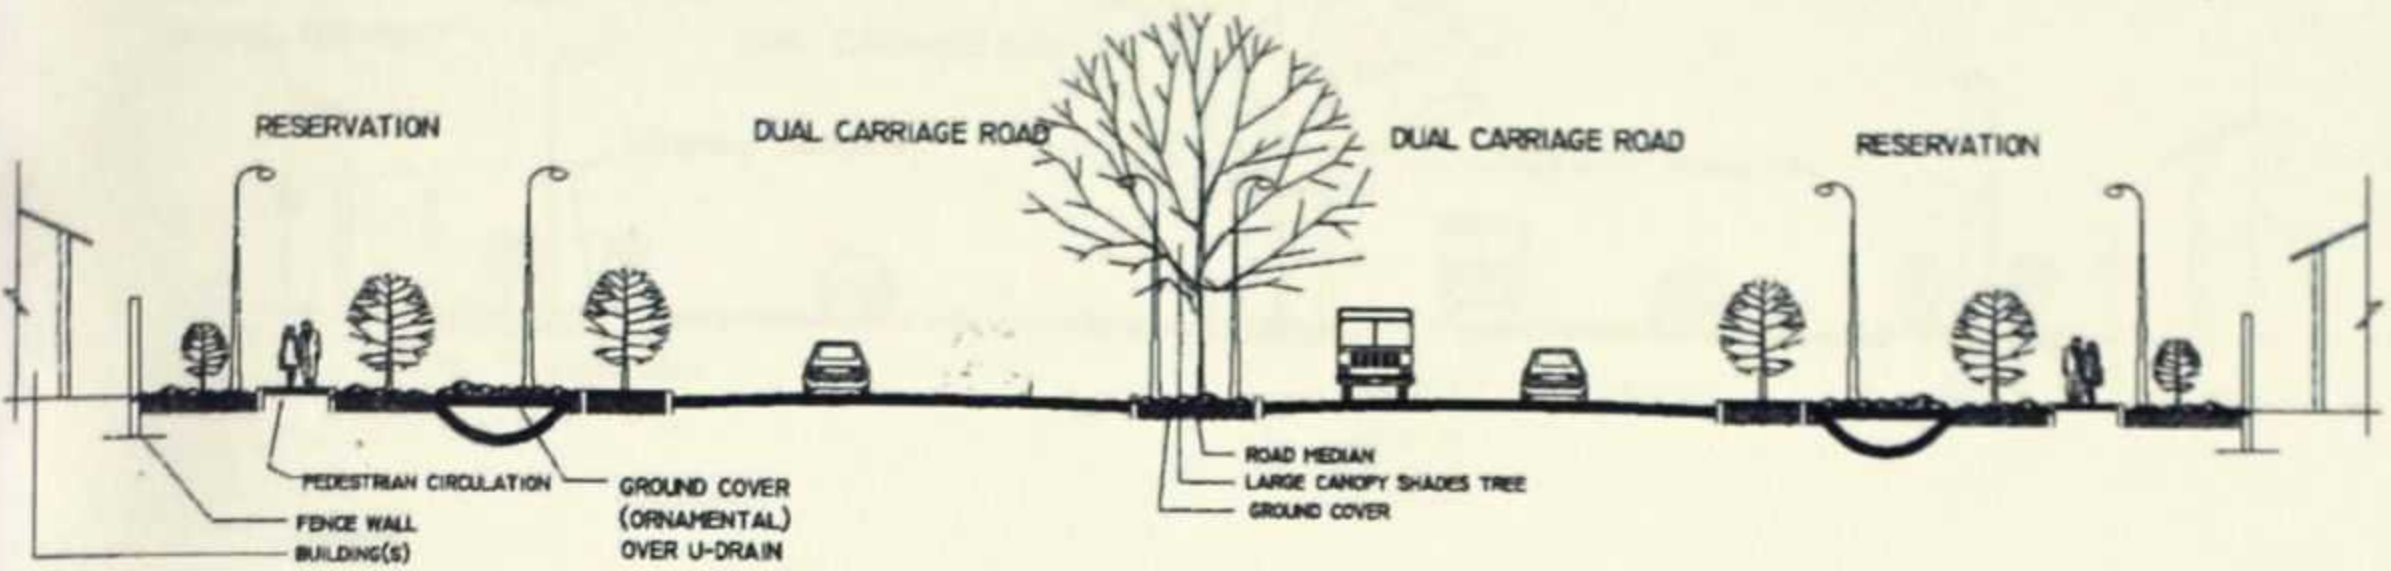 RESERVATION
DUAL CARRIAGE ROAD
DUAL CARRIAGE ROAD
RESERVATION
PEDESTRIAN CIRCULATION
FENCE WALL
BUILDING(S)
GROUND COVER
(ORNAMENTAL)
OVER U-DRAIN
ROAD MEDIAN
LARGE CANOPY SHADES TREE
GROUND COVER